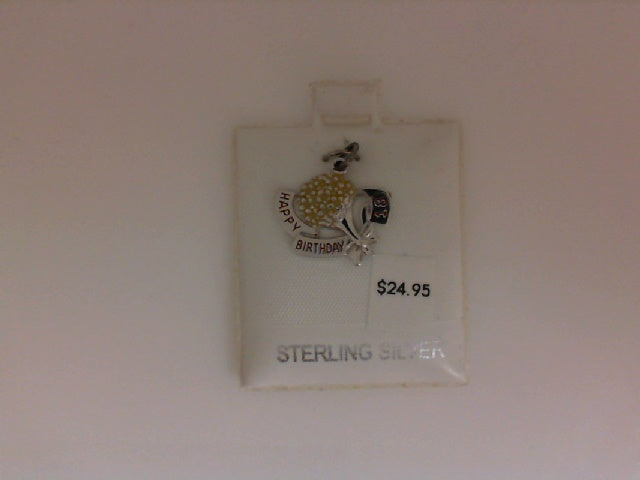 HAPPY
BIRTHDAY
$24.95
STERLING SILVER